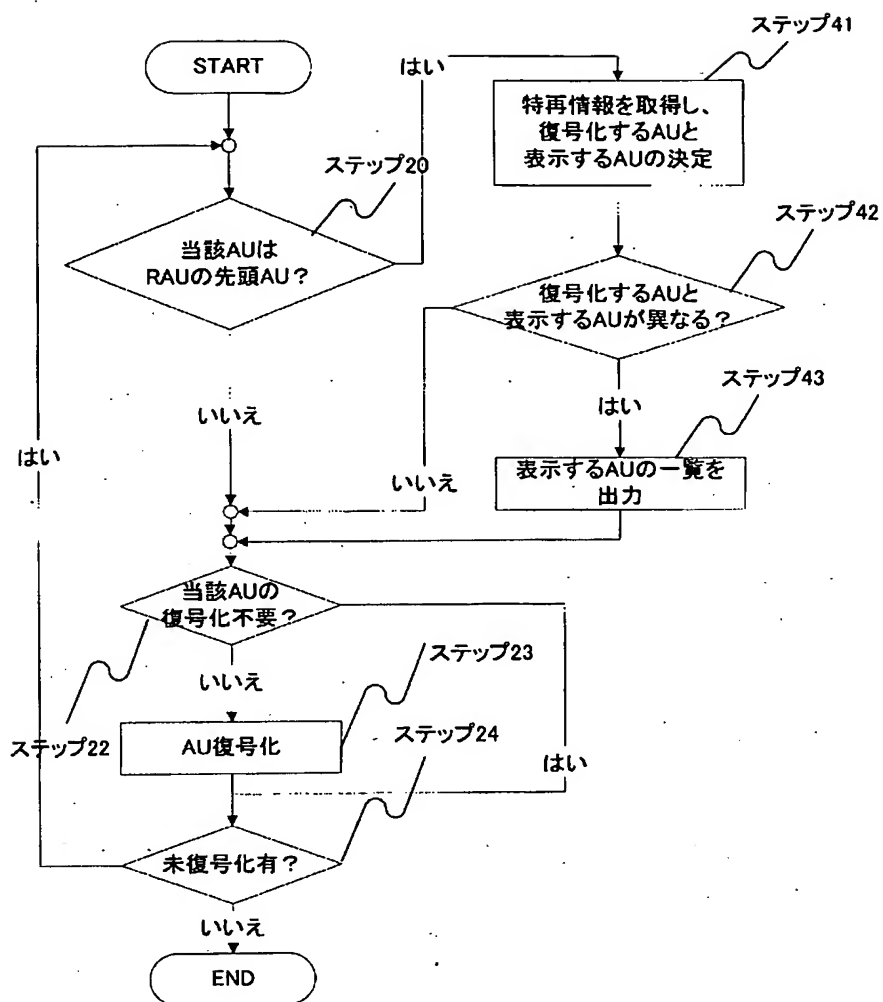 START
はい
ステップ41
特再情報を取得し、
復号化するAUと
表示するAUの決定
ステップ20
当該AUは
RAUの先頭AU?
ステップ42
復号化するAUと
表示するAUが異なる?
ステップ43
はい
いいえ
はい
いいえ
表示するAUの一覧を
出力
当該AUの
復号化不要?
ステップ23
いいえ
ステップ22
AU復号化
ステップ24
はい
未復号化有?
いいえ
END